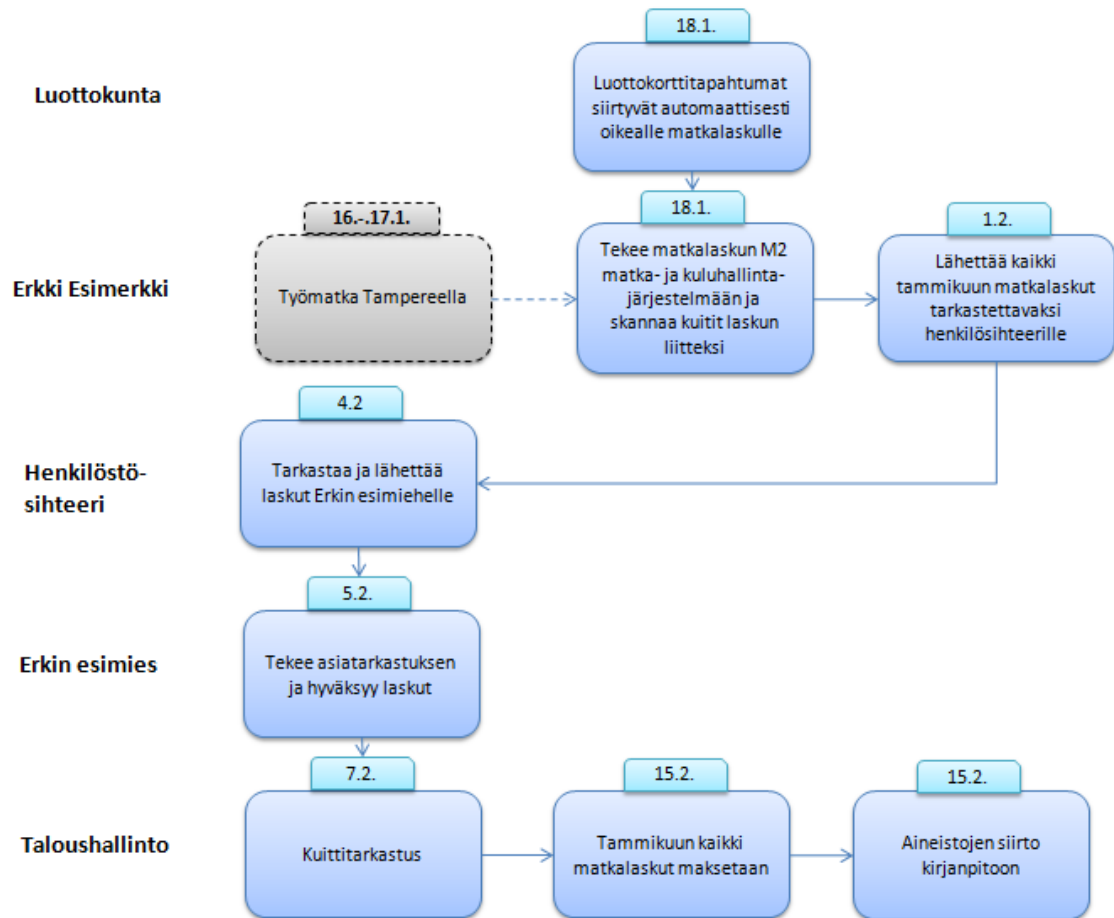 18.1.
Luottokunta
Luottokorttitapahtumat
siirtyvät automaattisesti
oikealle matkalaskulle
Erkki Esimerkki
16.-.17.1.
Työmatka Tampereella
18.1.
Tekee matkalaskun M2
matka- ja kuluhallinta-
järjestelmään ja
skannaa kuitit laskun
liitteksi
1.2.
Lähettää kaikki
tammikuun matkalaskut
tarkastettavaksi
henkilösihteerille
Henkilöstö-
sihteeri
4.2
Tarkastaa ja lähettää
laskut Erkin esimiehelle
Erkin esimies
5.2.
Tekee asiatarkastuksen
ja hyväksyy laskut
Taloushallinto
7.2.
Kuittitarkastus
15.2.
Tammikuun kaikki
matkalaskut maksetaan
15.2.
Aineistojen siirto
kirjanpitoon